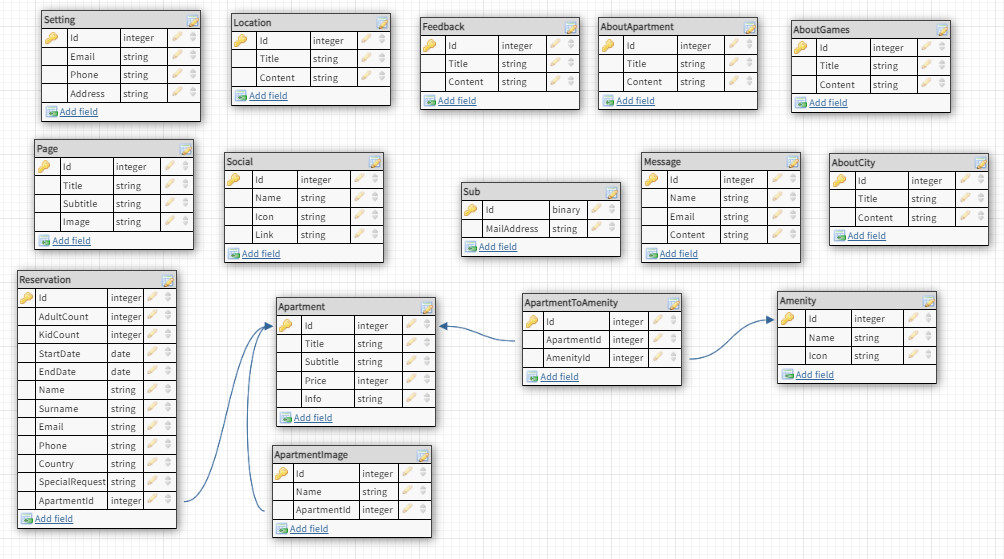 Setting
Id integer
Email string
Phone string
Address string
Add field
Location
Id integer
Title string
Content string
Add field
Feedback
Id integer
Title string
Content string
Add field
AboutApartment
Id integer
Title string
Content string
Add field
AboutGames
Id integer
Title string
Content string
Add field
Page
Id integer
Title string
Subtitle string
Image string
Add field
Social
Id integer
Name string
Icon string
Link string
Add field
Sub
Id binary
MailAddress string
Add field
Message
Id integer
Name string
Email string
Content string
Add field
AboutCity
Id integer
Title string
Content string
Add field
Reservation
Id integer
AdultCount integer
KidCount integer
StartDate date
EndDate date
Name string
Surname string
Email string
Phone string
Country string
SpecialRequest string
ApartmentId integer
Add field
Apartment
Id integer
Title string
Subtitle string
Price integer
Info string
Add field
ApartmentToAmenity
Id integer
ApartmentId integer
AmenityId integer
Add field
Amenity
Id integer
Name string
Icon string
Add field
ApartmentImage
Id integer
Name string
ApartmentId integer
Add field